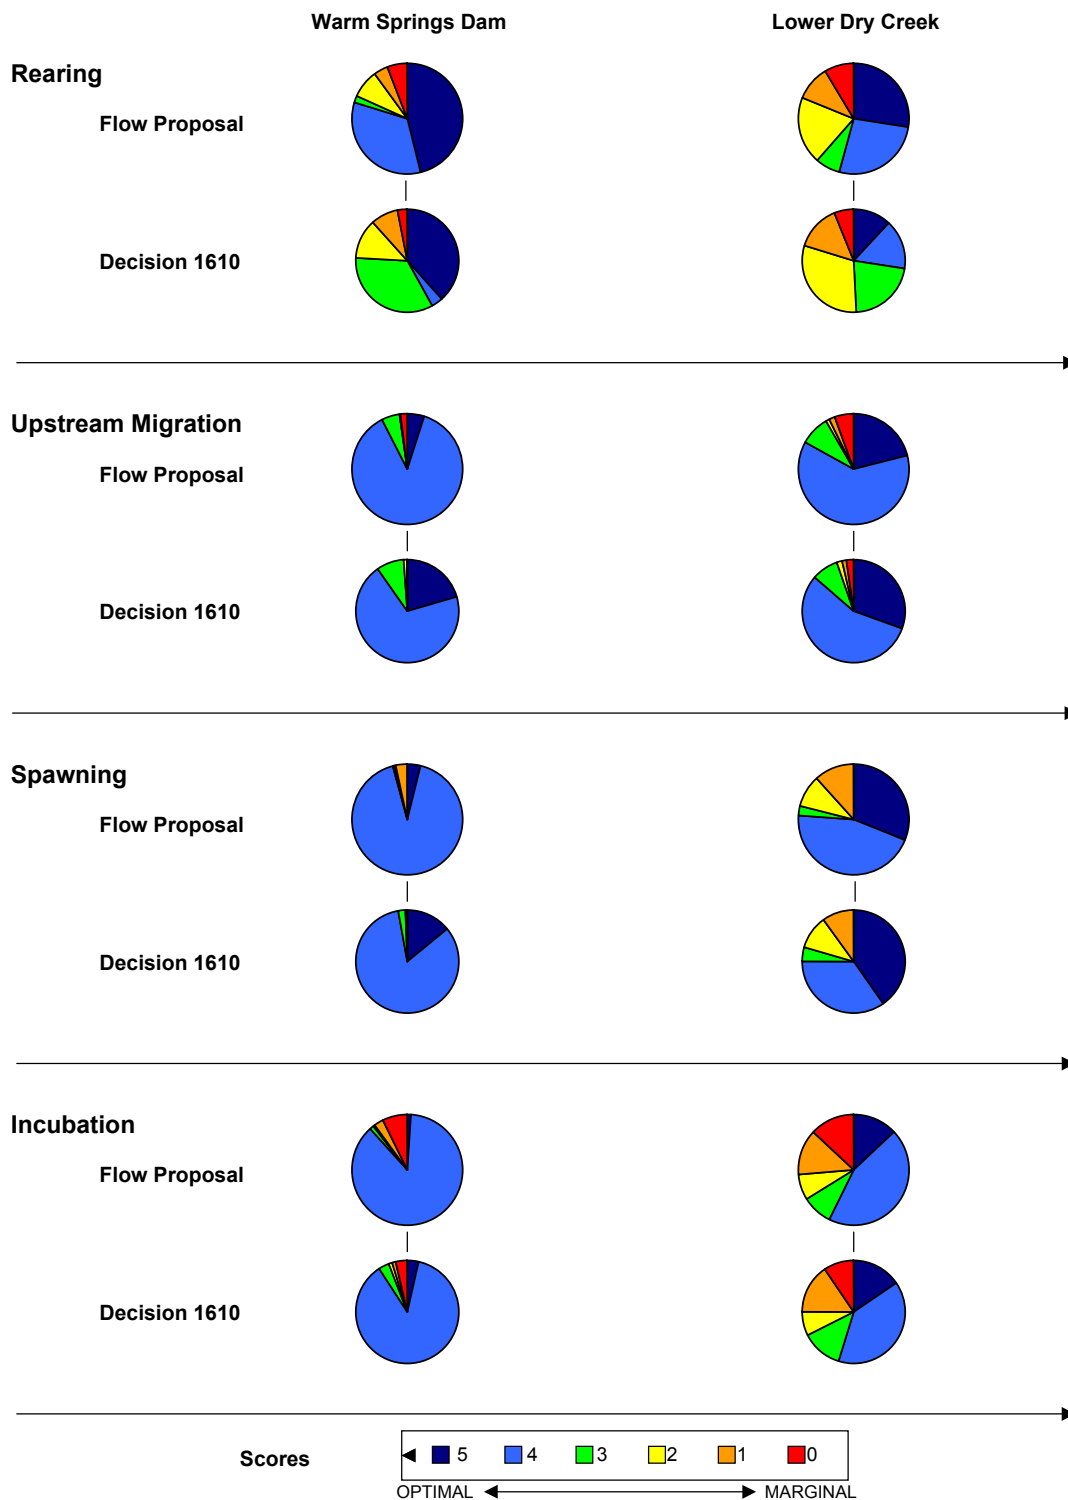 Warm Springs Dam Lower Dry Creek
Rearing
Flow Proposal
Decision 1610
Upstream Migration
Flow Proposal
Decision 1610
Spawning
Flow Proposal
Decision 1610
Incubation
Flow Proposal
Decision 1610
Scores 5 4 3 2 1 0
OPTIMAL MARGINAL